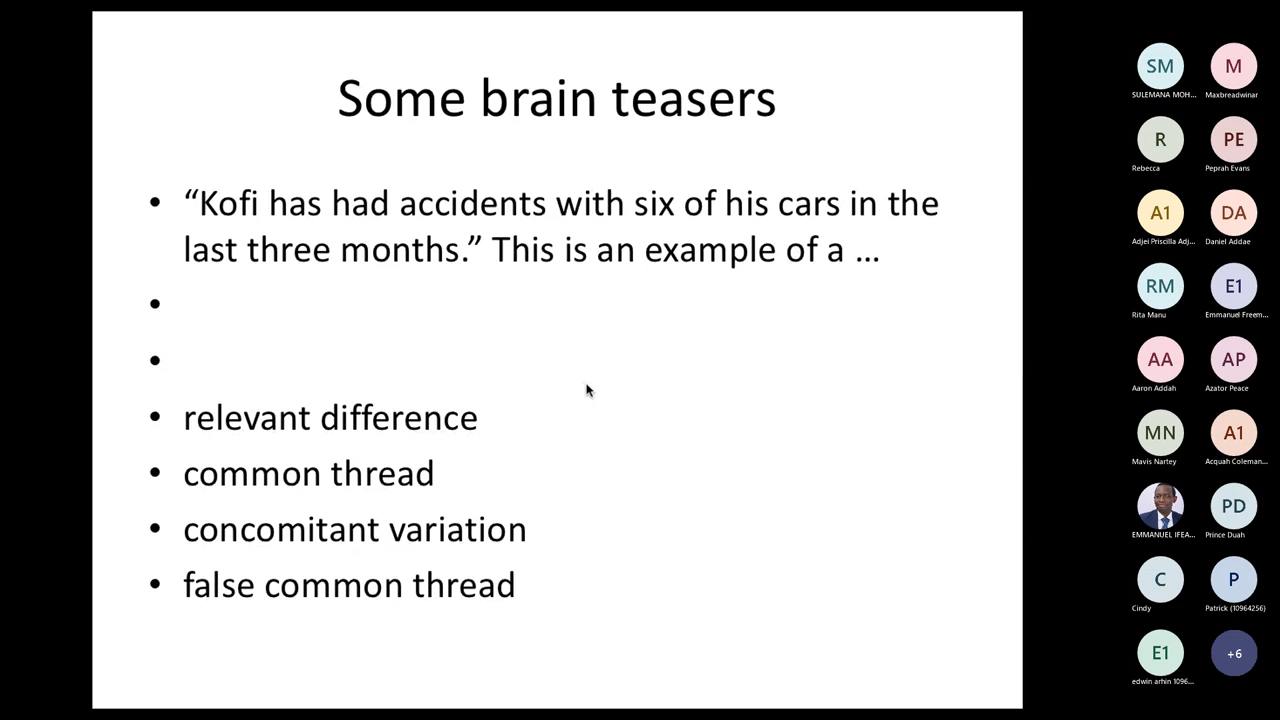 Some brain teasers
• “Kofi has had accidents with six of his cars in the
last three months.” This is an example of a ...
•
•
• relevant difference
• common thread
• concomitant variation
• false common thread
SM M
SULEMANA MOH... Maxbreadwinar
R PE
Rebecca Peprah Evans
A1 DA
Adjei Priscilla Adj... Daniel Addae
RM E1
Rita Manu Emmanuel Freem...
AA AP
Aaron Addah Azator Peace
MN A1
Mavis Nartey Acquah Coleman...
PD
EMMANUEL IFEA... Prince Duah
C P
Cindy Patrick (10964256)
E1 +6
edwin arhin 1096...